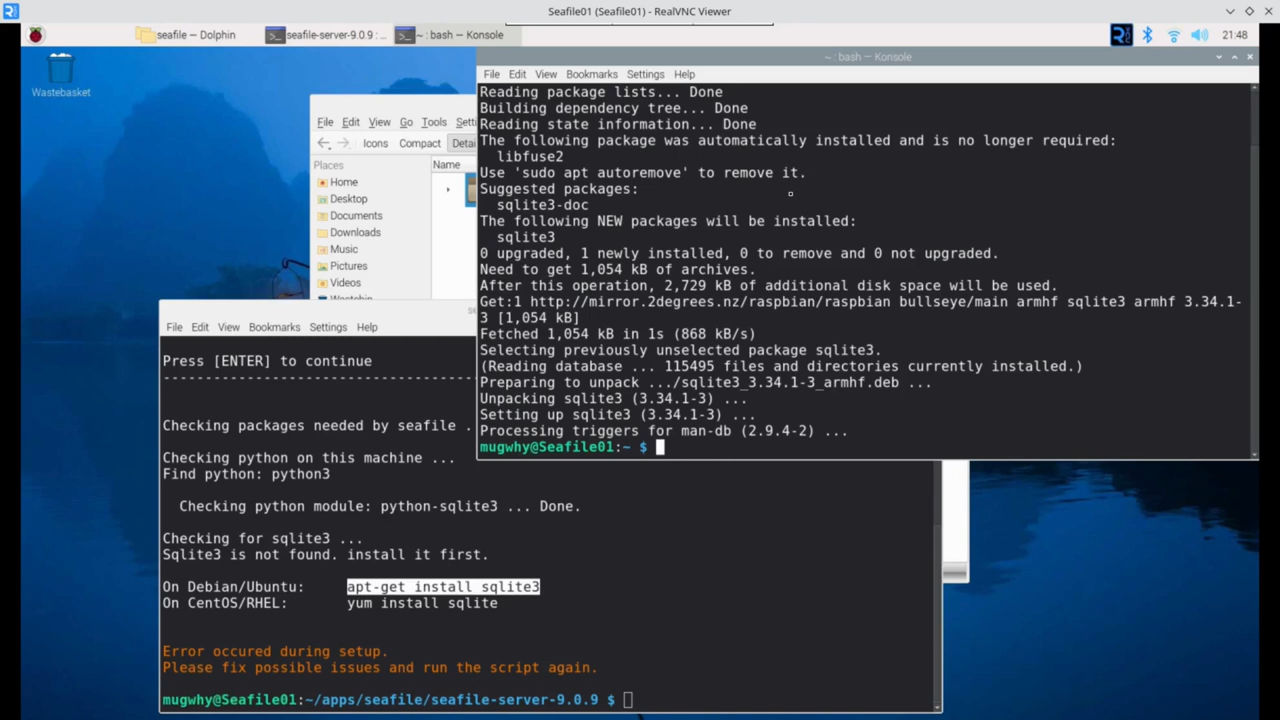 Seafile01 (Seafile01) - RealVNC Viewer
seafile — Dolphin
seafile-server-9.0.9 : ...
~ : bash — Konsole
21:48
Wastebasket
~ : bash — Konsole
File Edit View Bookmarks Settings Help
Reading package lists... Done
Building dependency tree... Done
Reading state information... Done
The following package was automatically installed and is no longer required:
libfuse2
Use 'sudo apt autoremove' to remove it.
Suggested packages:
sqlite3-doc
The following NEW packages will be installed:
sqlite3
0 upgraded, 1 newly installed, 0 to remove and 0 not upgraded.
Need to get 1,054 kB of archives.
After this operation, 2,729 kB of additional disk space will be used.
Get:1 http://mirror.2degrees.nz/raspbian/raspbian bullseye/main armhf sqlite3 armhf 3.34.1-
3 [1,054 kB]
Fetched 1,054 kB in 1s (868 kB/s)
Selecting previously unselected package sqlite3.
(Reading database ... 115495 files and directories currently installed.)
Preparing to unpack .../sqlite3_3.34.1-3_armhf.deb ...
Unpacking sqlite3 (3.34.1-3) ...
Setting up sqlite3 (3.34.1-3) ...
Processing triggers for man-db (2.9.4-2) ...
mugwhy@Seafile01:~ $
File Edit View Go Tools Setti
Icons Compact Detai
Places
Name
Home
Desktop
Documents
Downloads
Music
Pictures
Videos
File Edit View Bookmarks Settings Help
Press [ENTER] to continue
-----------------------------------------
Checking packages needed by seafile .
Checking python on this machine ...
Find python: python3
Checking python module: python-sqlite3 ... Done.
Checking for sqlite3 ...
Sqlite3 is not found. install it first.
On Debian/Ubuntu: apt-get install sqlite3
On CentOS/RHEL: yum install sqlite
Error occured during setup.
Please fix possible issues and run the script again.
mugwhy@Seafile01:~/apps/seafile/seafile-server-9.0.9 $